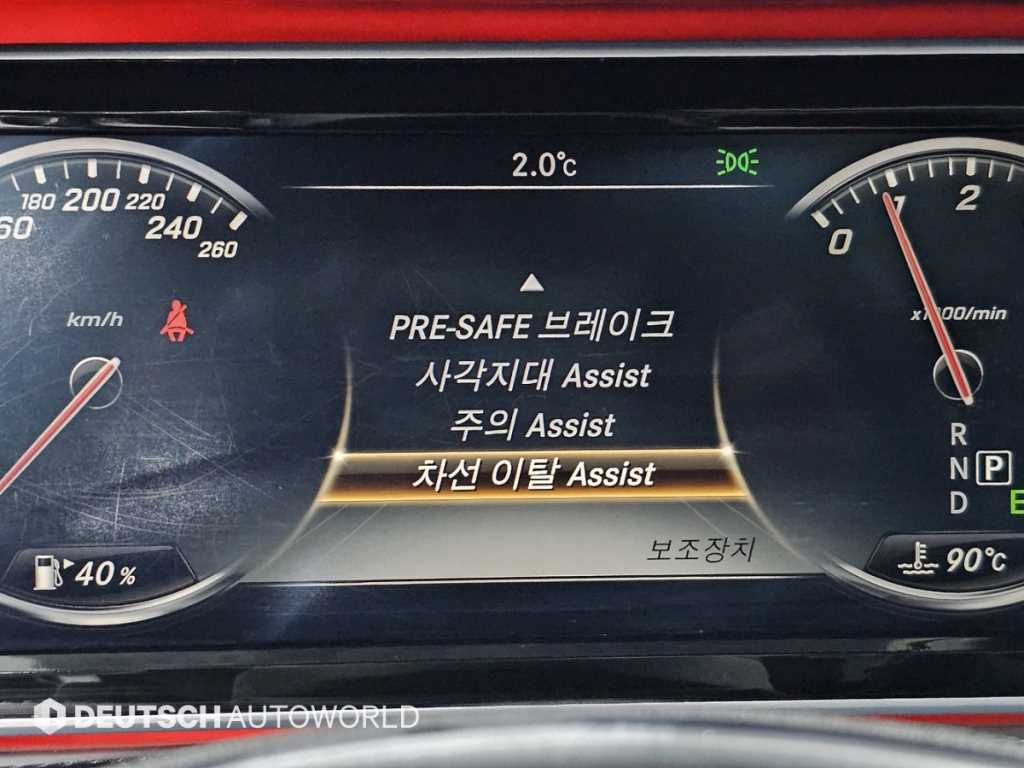 2.0℃
60 180 200 220 240 260
km/h
0 1 2
x1000/min
PRE-SAFE 브레이크
사각지대 Assist
주의 Assist
차선 이탈 Assist
보조장치
R
N P
D E
40 %
90℃
DEUTSCH AUTOWORLD